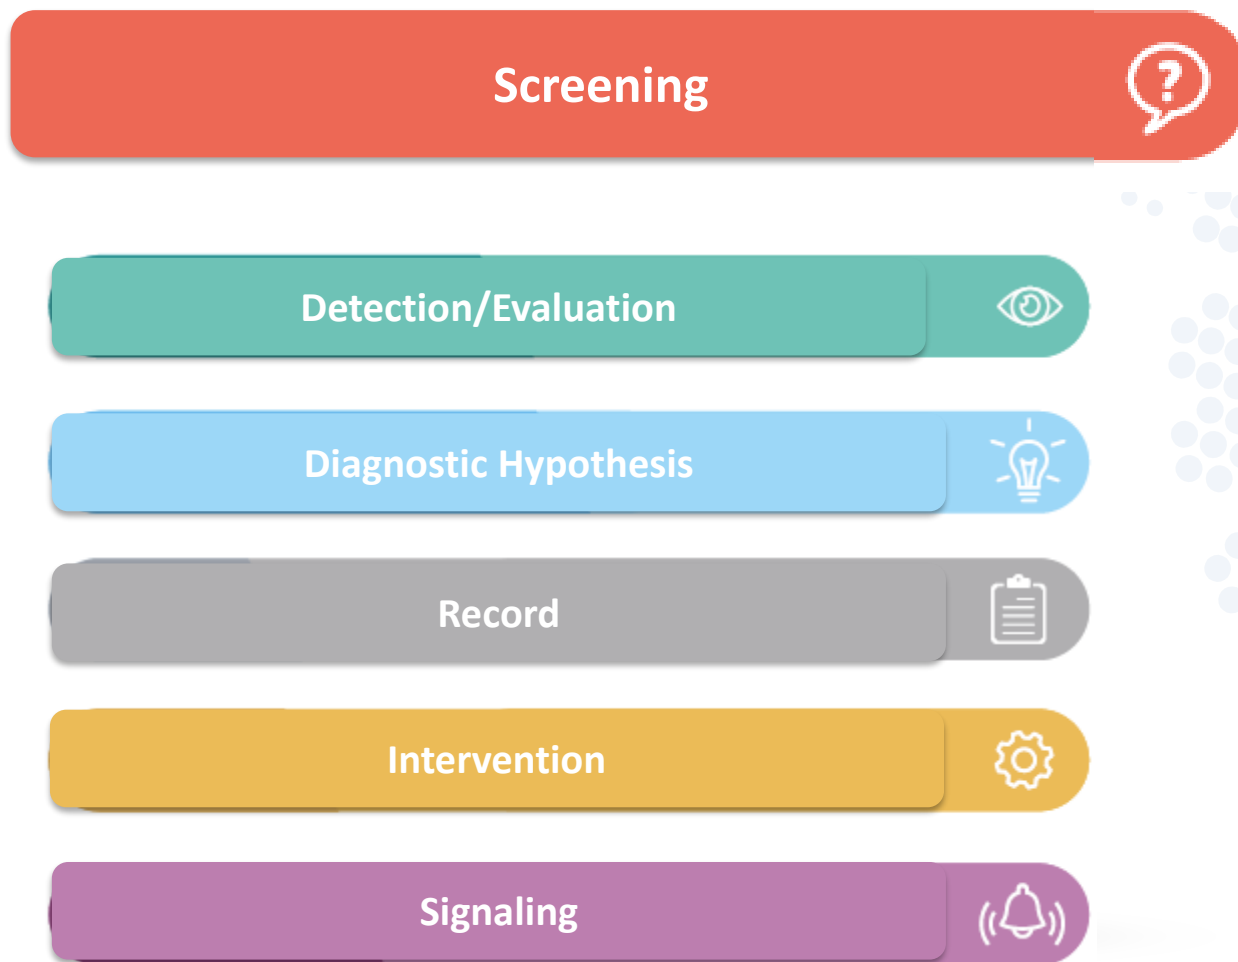 Screening
Detection/Evaluation
Diagnostic Hypothesis
Record
Intervention
Signaling